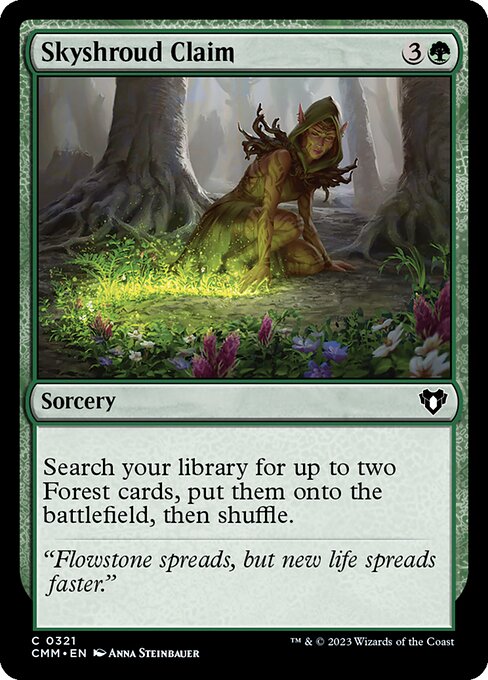 Skyshroud Claim 3
Sorcery
Search your library for up to two
Forest cards, put them onto the
battlefield, then shuffle.
“Flowstone spreads, but new life spreads
faster.”
C 0321
CMM • EN Anna Steinbauer
™ & © 2023 Wizards of the Coast